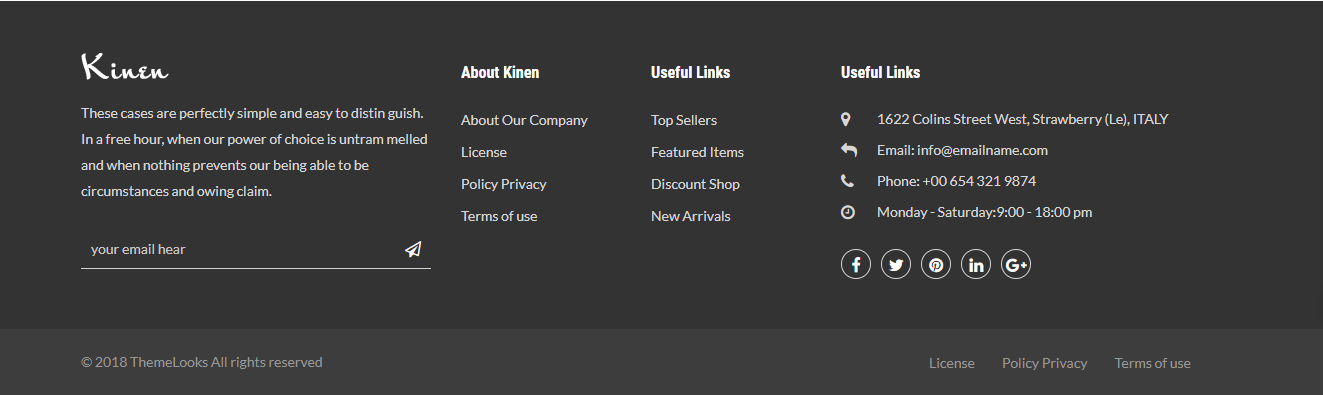 Kinen
These cases are perfectly simple and easy to distin guish.
In a free hour, when our power of choice is untram melled
and when nothing prevents our being able to be
circumstances and owing claim.
your email hear
About Kinen
About Our Company
License
Policy Privacy
Terms of use
Useful Links
Top Sellers
Featured Items
Discount Shop
New Arrivals
Useful Links
1622 Colins Street West, Strawberry (Le), ITALY
Email: info@emailname.com
Phone: +00 654 321 9874
Monday - Saturday:9:00 - 18:00 pm
© 2018 ThemeLooks All rights reserved
License Policy Privacy Terms of use